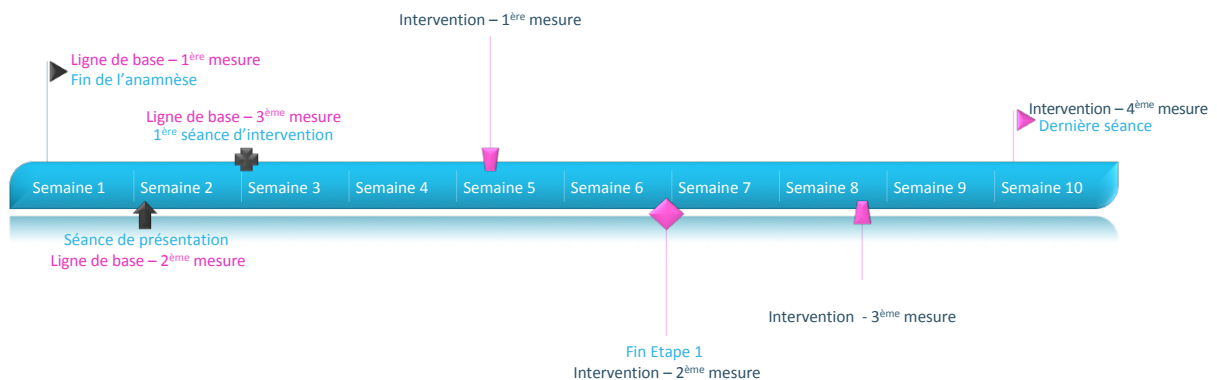 Intervention – 1ère mesure
Ligne de base – 1ère mesure
Fin de l’anamnèse
Ligne de base – 3ème mesure
1ère séance d’intervention
Intervention – 4ème mesure
Dernière séance
Semaine 1
Semaine 2
Semaine 3
Semaine 4
Semaine 5
Semaine 6
Semaine 7
Semaine 8
Semaine 9
Semaine 10
Séance de présentation
Ligne de base – 2ème mesure
Intervention - 3ème mesure
Fin Etape 1
Intervention – 2ème mesure